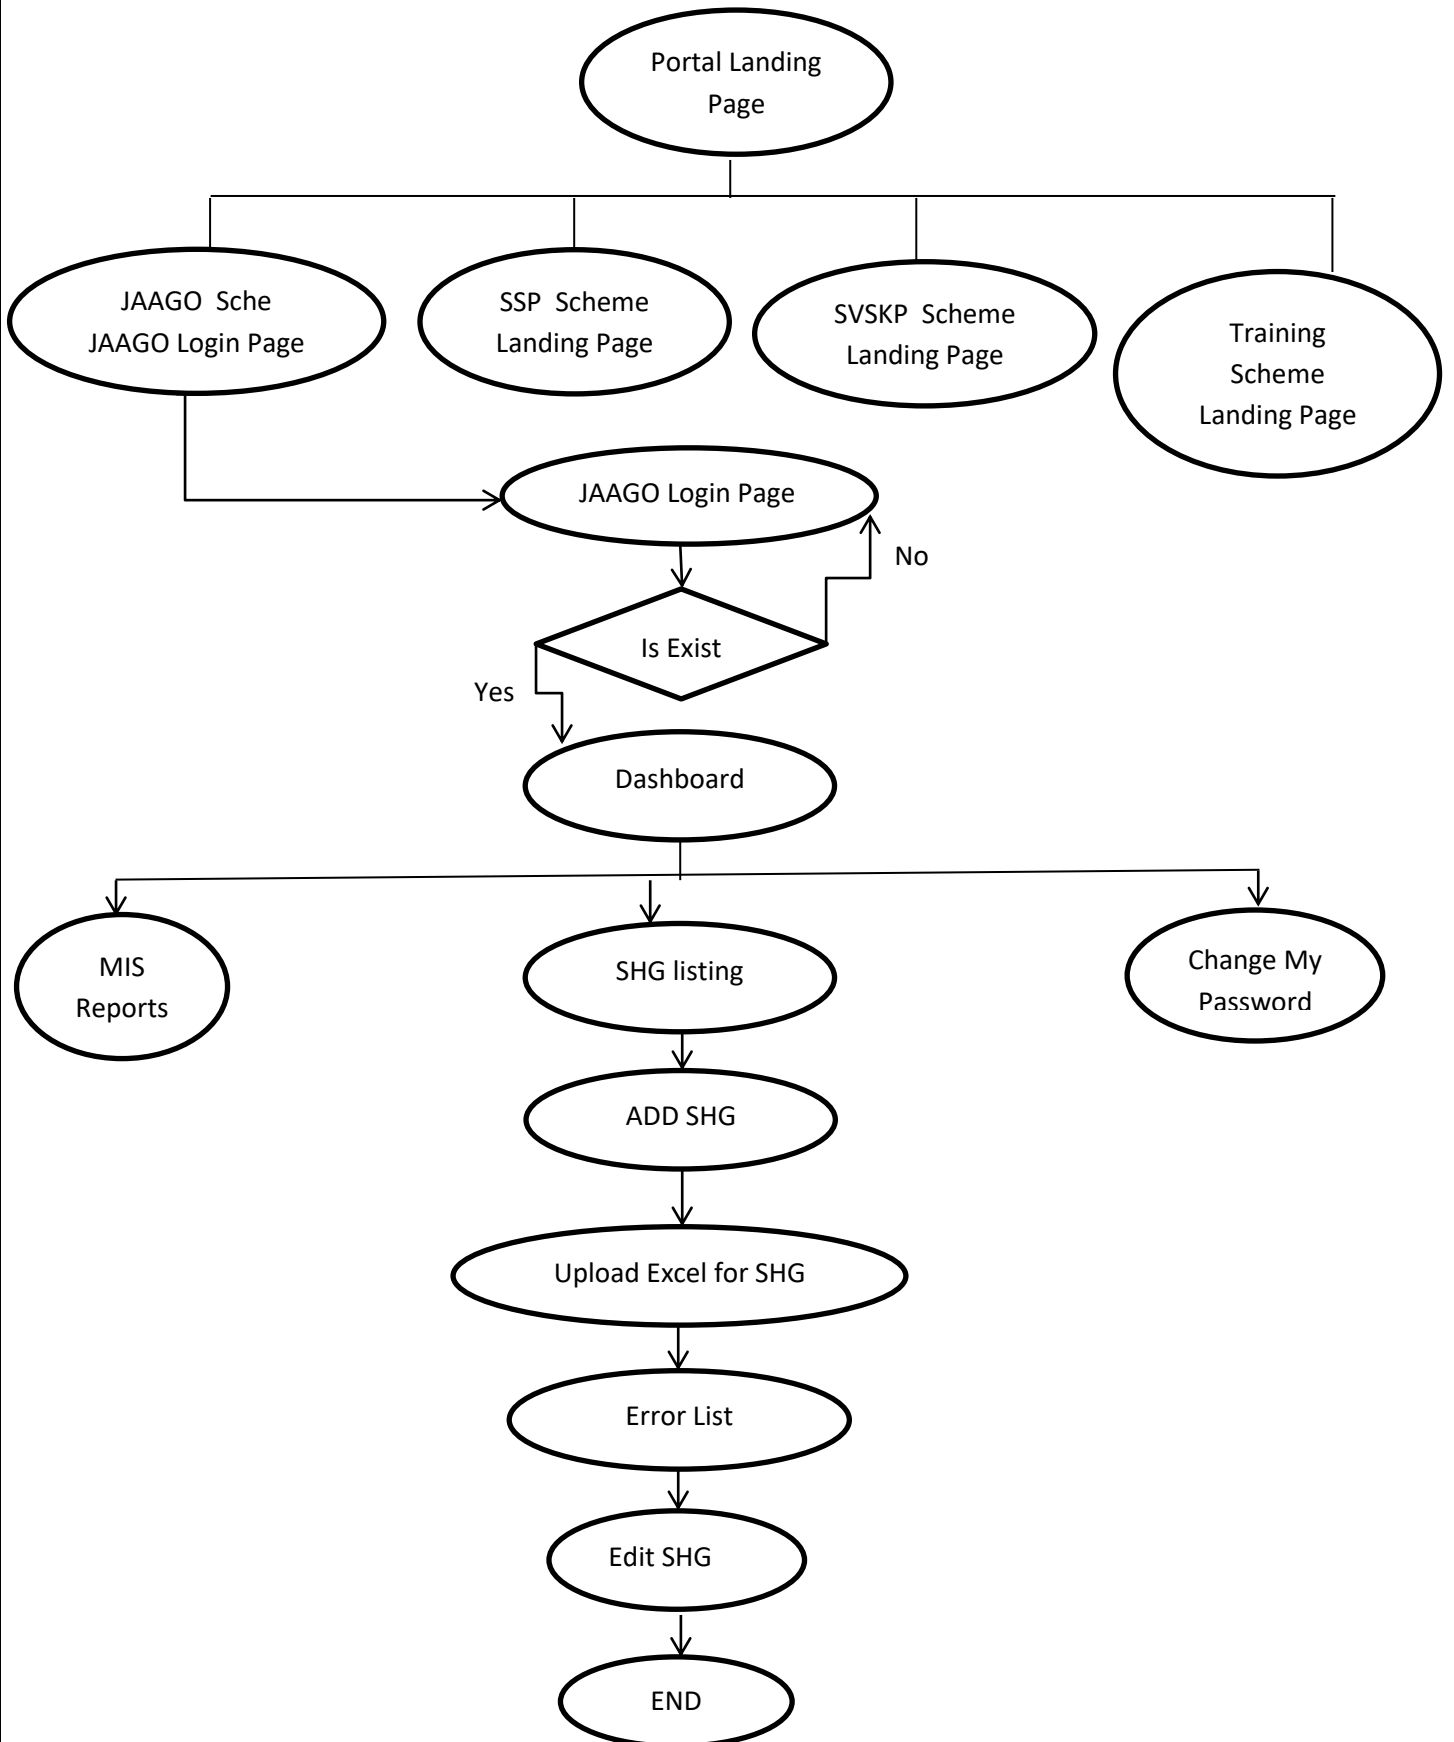 Portal Landing
Page
JAAGO  Sche
JAAGO Login Page
SSP  Scheme
Landing Page
SVSKP  Scheme
Landing Page
Training
Scheme
Landing Page
JAAGO Login Page
No
Is Exist
Yes
Dashboard
MIS
Reports
SHG listing
Change My
Password
ADD SHG
Upload Excel for SHG
Error List
Edit SHG
END